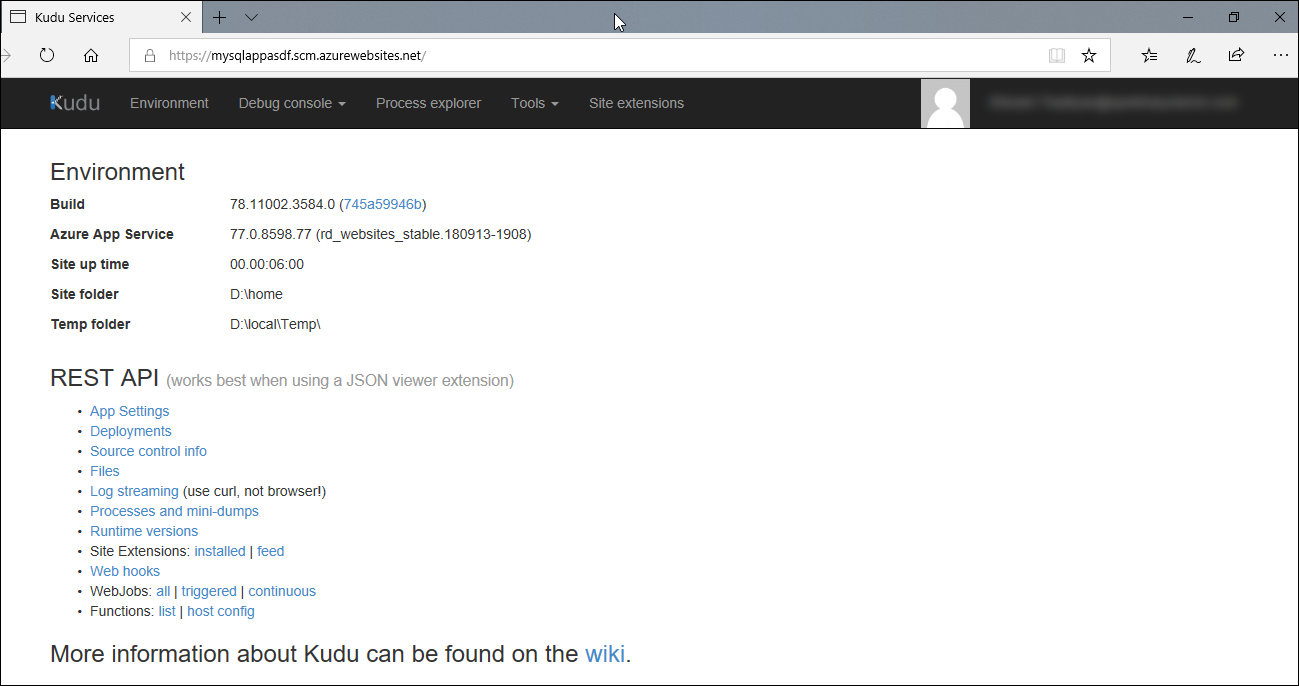 Kudu Services
https://mysqlappasdf.scm.azurewebsites.net/
Kudu Environment Debug console Process explorer Tools Site extensions
Environment
Build 78.11002.3584.0 (745a59946b)
Azure App Service 77.0.8598.77 (rd_websites_stable.180913-1908)
Site up time 00.00:06:00
Site folder D:\home
Temp folder D:\local\Temp\
REST API (works best when using a JSON viewer extension)
• App Settings
• Deployments
• Source control info
• Files
• Log streaming (use curl, not browser!)
• Processes and mini-dumps
• Runtime versions
• Site Extensions: installed | feed
• Web hooks
• WebJobs: all | triggered | continuous
• Functions: list | host config
More information about Kudu can be found on the wiki.